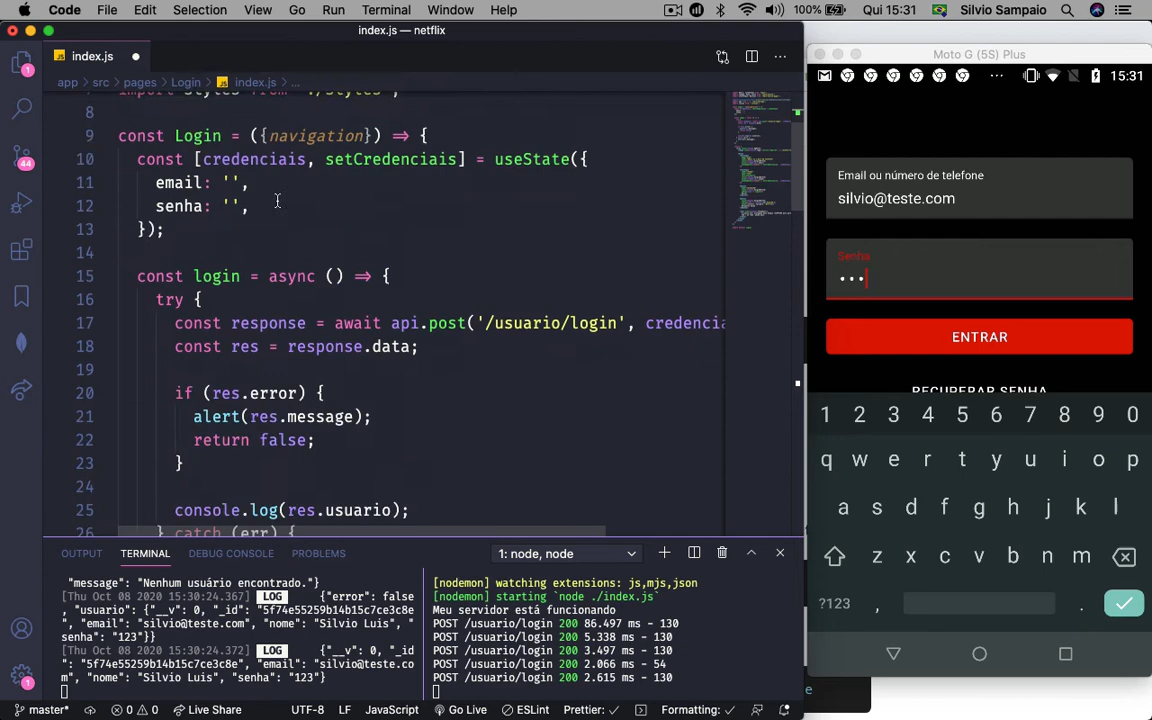 Code File Edit Selection View Go Run Terminal Window Help 100% Qui 15:31 Silvio Sampaio
index.js — netflix
index.js
app › src › pages › Login › index.js › ...
8
9 const Login = ({navigation}) => {
10 const [credenciais, setCredenciais] = useState({
11 email: '',
12 senha: '',
13 });
14
15 const login = async () => {
16 try {
17 const response = await api.post('/usuario/login', credencia
18 const res = response.data;
19
20 if (res.error) {
21 alert(res.message);
22 return false;
23 }
24
25 console.log(res.usuario);
26 } catch (err) {
OUTPUT TERMINAL DEBUG CONSOLE PROBLEMS 1: node, node
"message": "Nenhum usuário encontrado."}
[Thu Oct 08 2020 15:30:24.367] LOG {"error": false
, "usuario": {"__v": 0, "_id": "5f74e55259b14b15c7ce3c8e
", "email": "silvio@teste.com", "nome": "Silvio Luis", "
senha": "123"}}
[Thu Oct 08 2020 15:30:24.372] LOG {"__v": 0, "_id
": "5f74e55259b14b15c7ce3c8e", "email": "silvio@teste.co
m", "nome": "Silvio Luis", "senha": "123"}
[nodemon] watching extensions: js,mjs,json
[nodemon] starting `node ./index.js`
Meu servidor está funcionando
POST /usuario/login 200 86.497 ms - 130
POST /usuario/login 200 5.338 ms - 130
POST /usuario/login 200 3.497 ms - 130
POST /usuario/login 200 2.066 ms - 54
POST /usuario/login 200 2.615 ms - 130
1
44
1
master* 0 0 Live Share UTF-8 LF JavaScript Go Live ESLint Prettier: ✓ Formatting: ✓
Moto G (5S) Plus
15:31
Email ou número de telefone
silvio@teste.com
Senha
•••
ENTRAR
RECUPERAR SENHA
1 2 3 4 5 6 7 8 9 0
q w e r t y u i o p
a s d f g h j k l
z x c v b n m
?123 , .
e